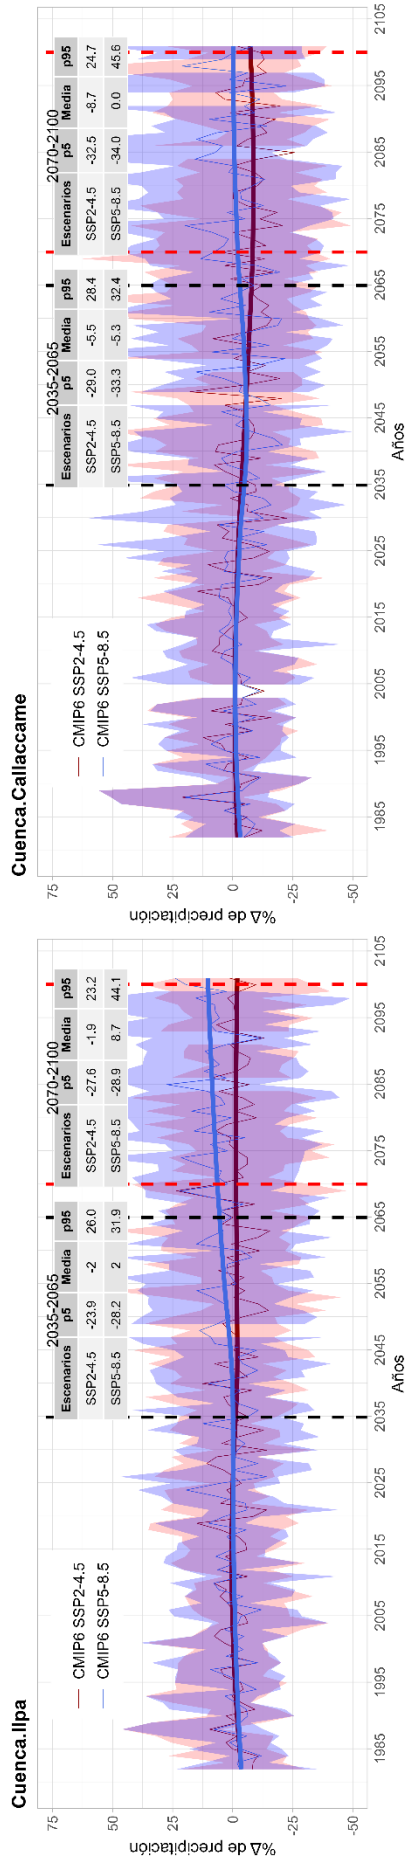 Cuenca.Ilpa
%Δ de precipitación
75
50
25
0
-25
-50
CMIP6 SSP2-4.5
CMIP6 SSP5-8.5
2035-2065
Escenarios p5 Media p95
SSP2-4.5 -23.9 -2 26.0
SSP5-8.5 -28.2 2 31.9
2070-2100
Escenarios p5 Media p95
SSP2-4.5 -27.6 -1.9 23.2
SSP5-8.5 -28.9 8.7 44.1
1985 1995 2005 2015 2025 2035 2045 2055 2065 2075 2085 2095 2105
Años
Cuenca.Callaccame
%Δ de precipitación
75
50
25
0
-25
-50
CMIP6 SSP2-4.5
CMIP6 SSP5-8.5
2035-2065
Escenarios p5 Media p95
SSP2-4.5 -29.0 -5.5 28.4
SSP5-8.5 -33.3 -5.3 32.4
2070-2100
Escenarios p5 Media p95
SSP2-4.5 -32.5 -8.7 24.7
SSP5-8.5 -34.0 0.0 45.6
1985 1995 2005 2015 2025 2035 2045 2055 2065 2075 2085 2095 2105
Años